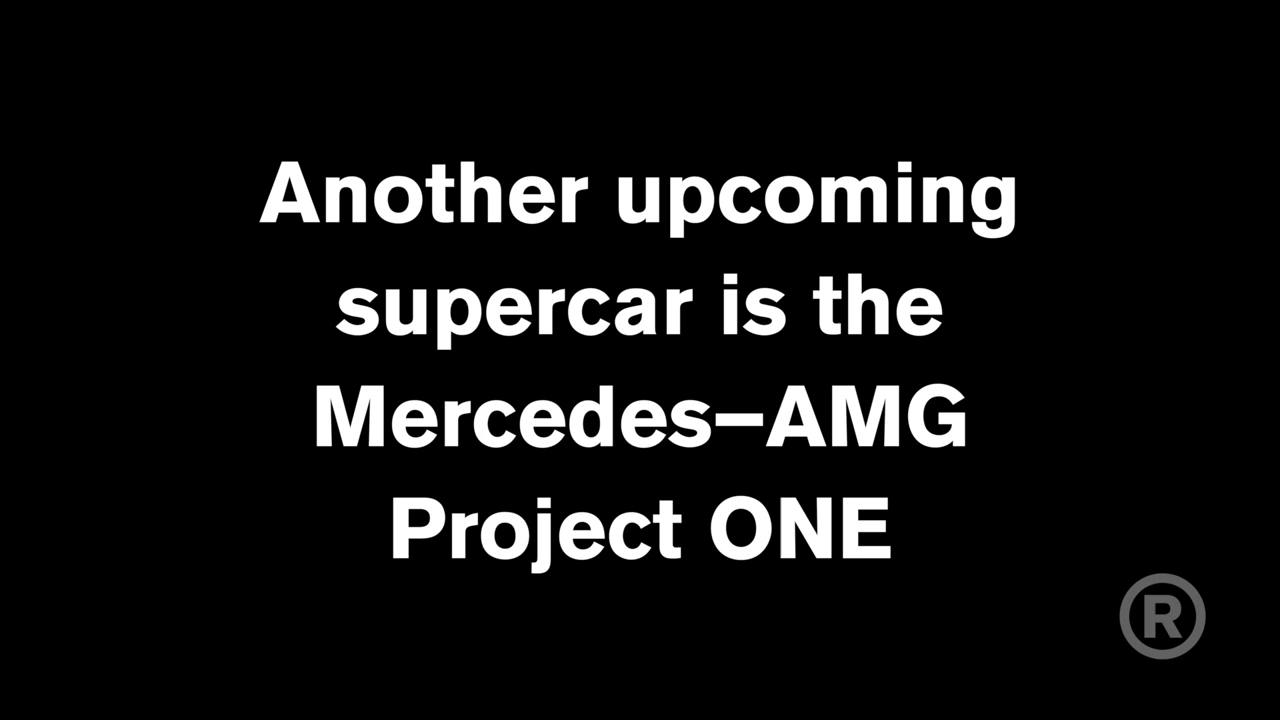 Another upcoming
supercar is the
Mercedes–AMG
Project ONE
®